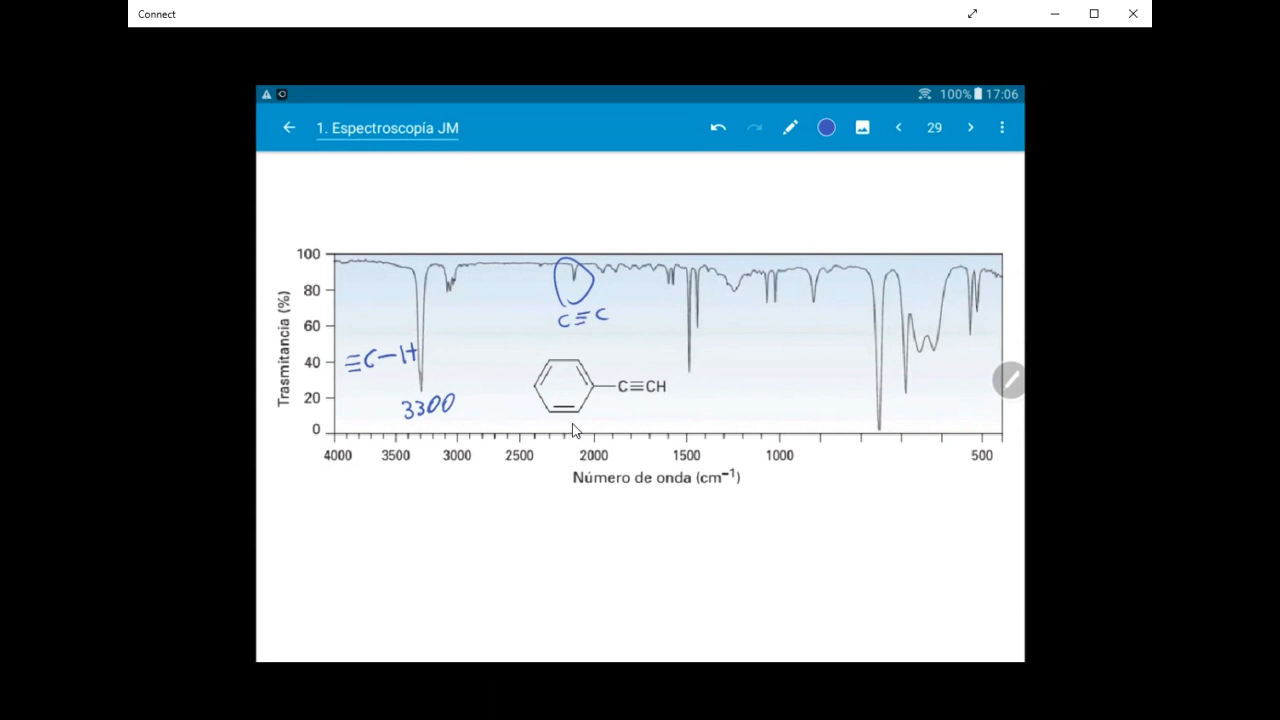 Connect
100% 17:06
1. Espectroscopía JM
29
100
80
60
40
20
0
Trasmitancia (%)
C≡C
≡C–H
3300
C≡CH
4000 3500 3000 2500 2000 1500 1000 500
Número de onda (cm⁻¹)